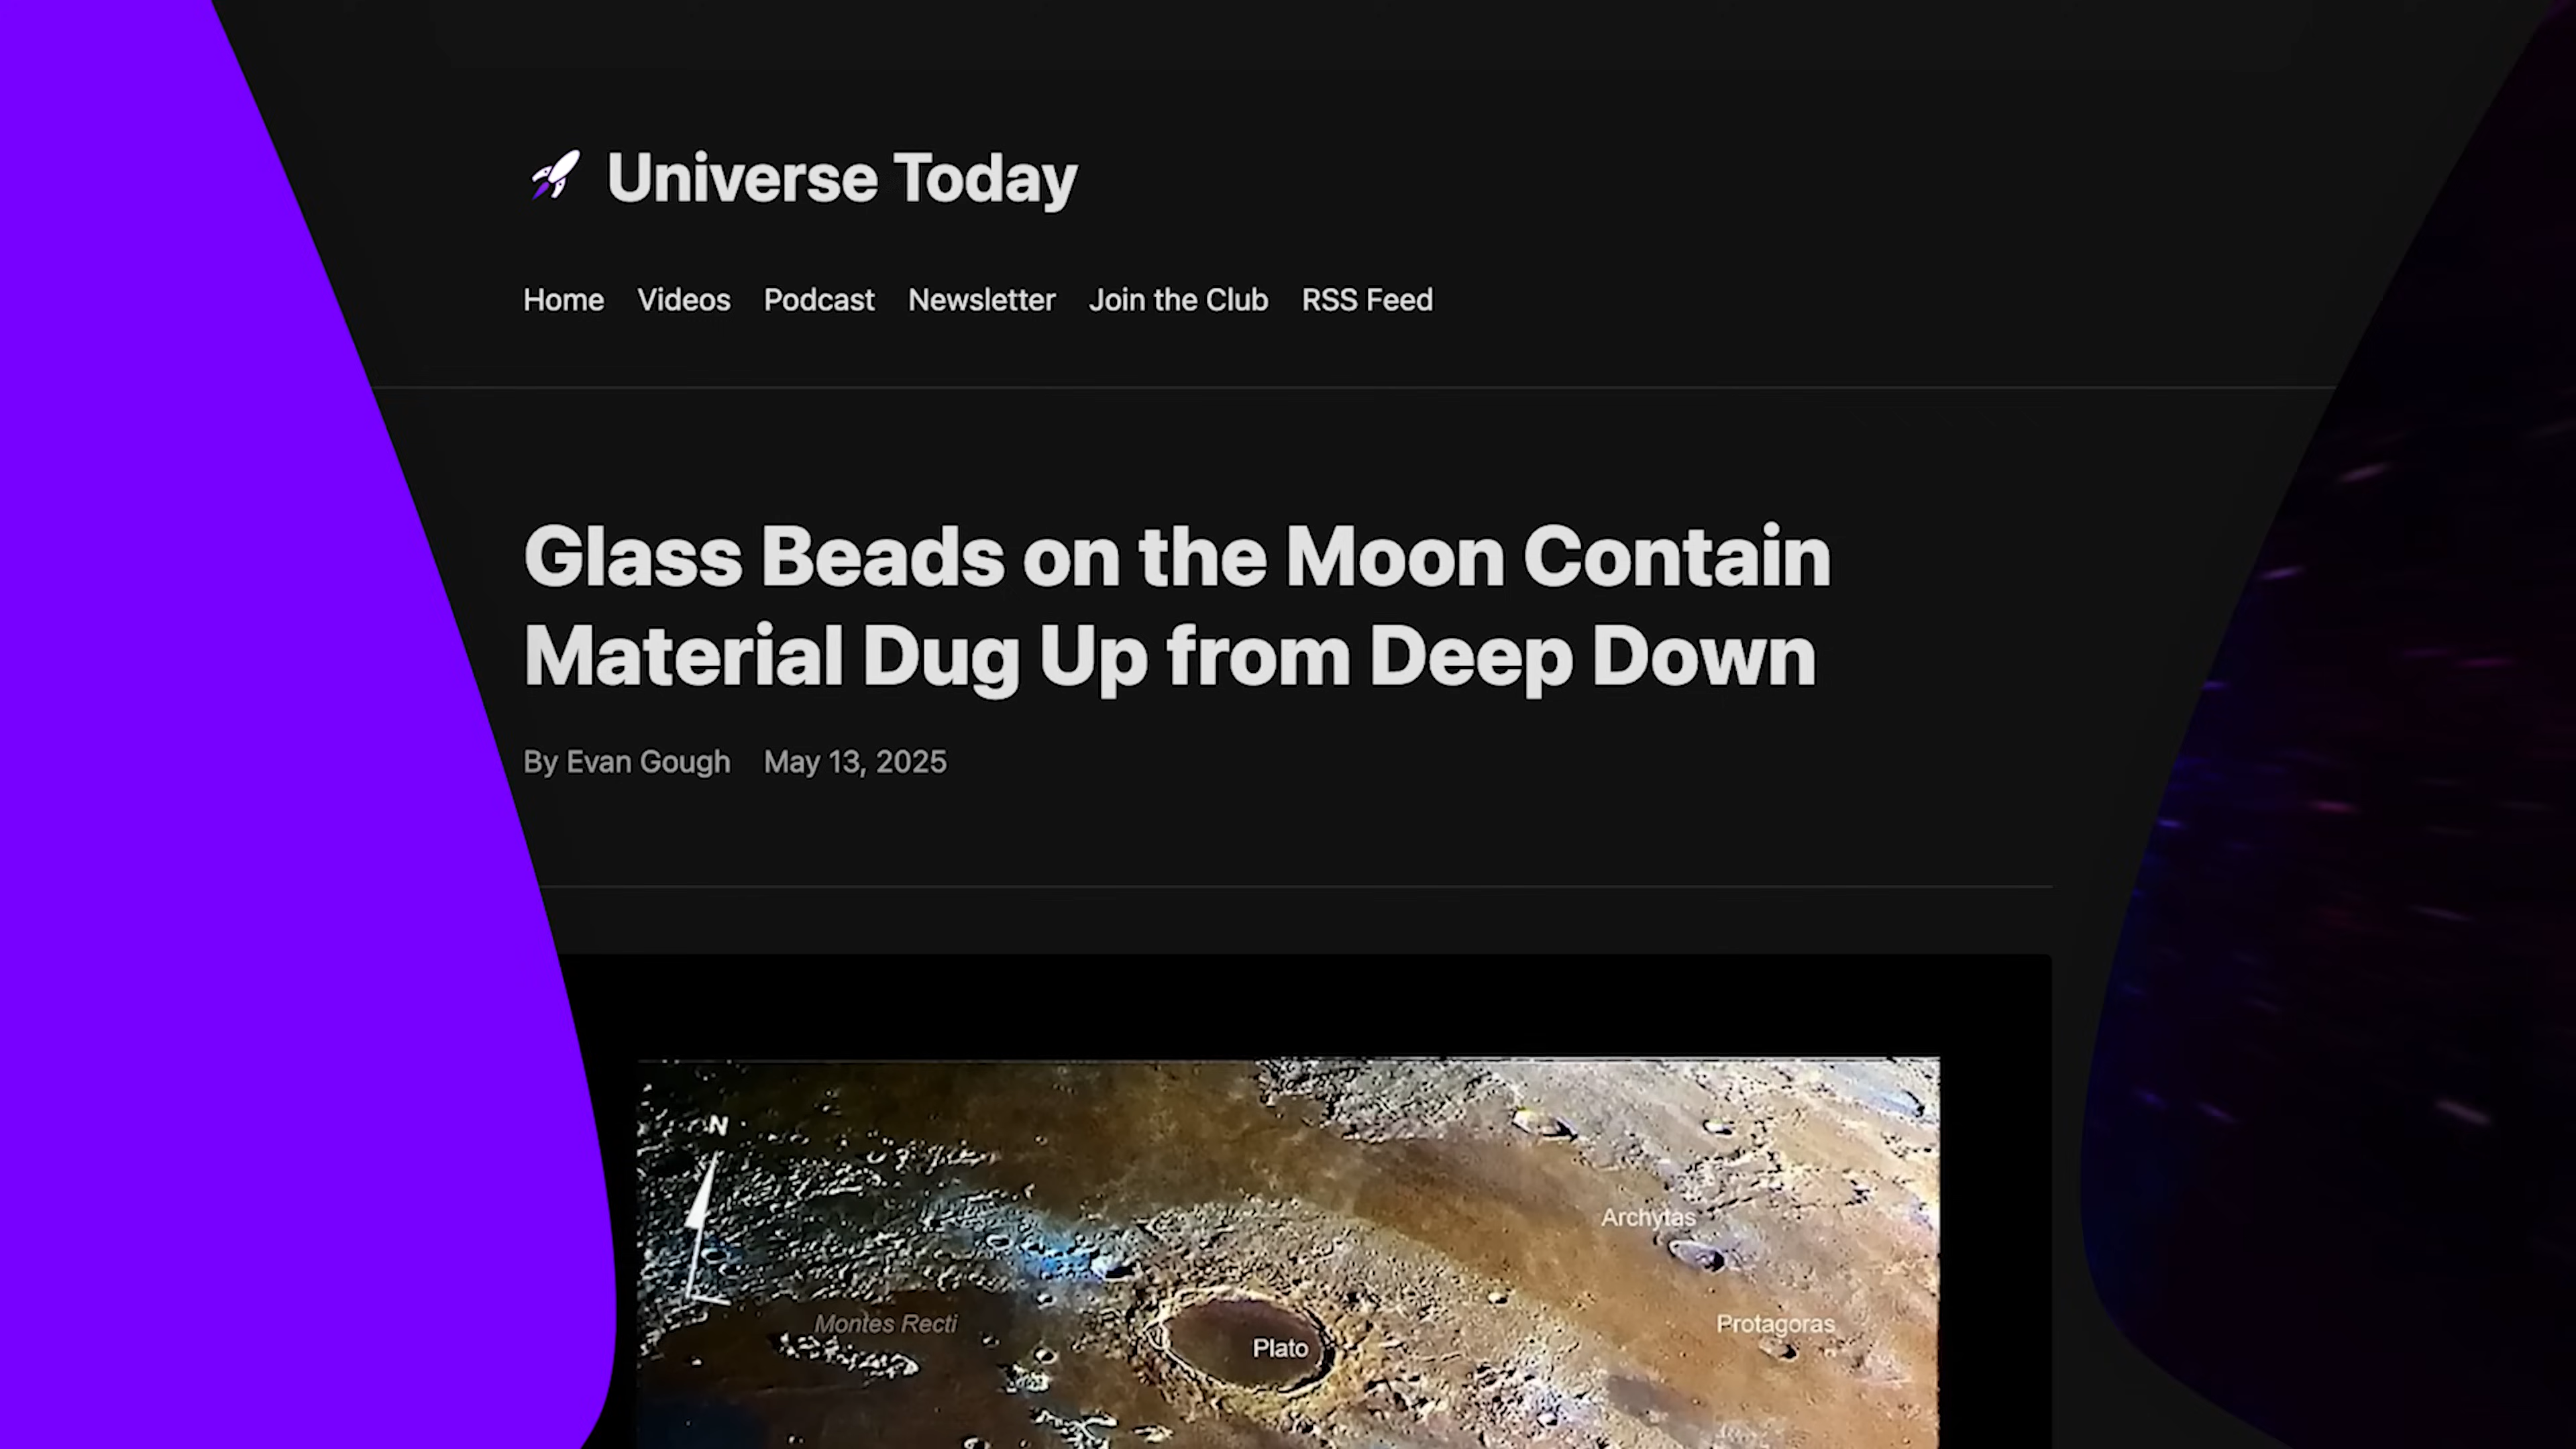 Universe Today
Home Videos Podcast Newsletter Join the Club RSS Feed
Glass Beads on the Moon Contain
Material Dug Up from Deep Down
By Evan Gough May 13, 2025
N
Archytas
Montes Recti
Protagoras
Plato